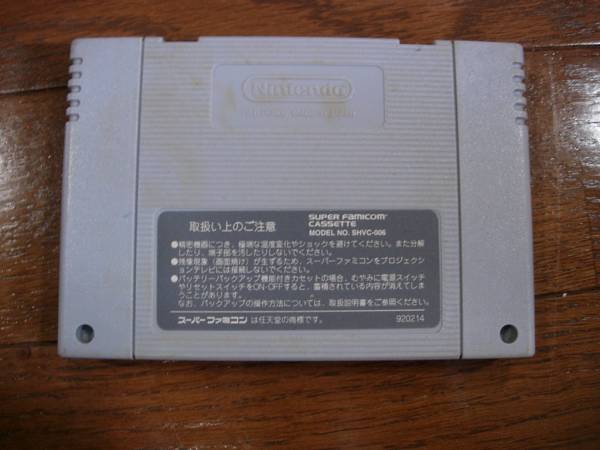 Nintendo
取扱い上のご注意
SUPER FAMICOM
CASSETTE
MODEL NO. SHVC-006
●精密機器につき、極端な温度変化やショックを避けてください。また分解
したり、端子部を汚したりしないでください。
●残像現象（画面焼け）が生ずるため、スーパーファミコンをプロジェクシ
ョンテレビには接続しないでください。
●バッテリーバックアップ機能付きカセットの場合、むやみに電源スイッチ
やリセットスイッチをON・OFFすると、蓄積されている内容が消えてしま
うことがあります。
なお、バックアップの操作方法については、取扱説明書をご参照ください。
スーパーファミコンは任天堂の商標です。
920214